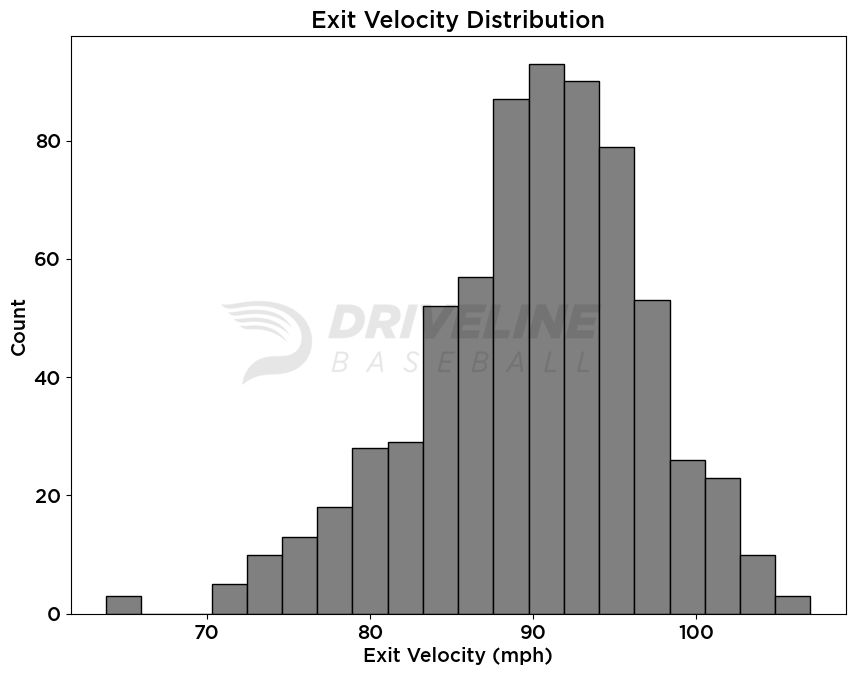 Exit Velocity Distribution
Count
80
60
40
20
0
DRIVELINE
BASEBALL
70 80 90 100
Exit Velocity (mph)